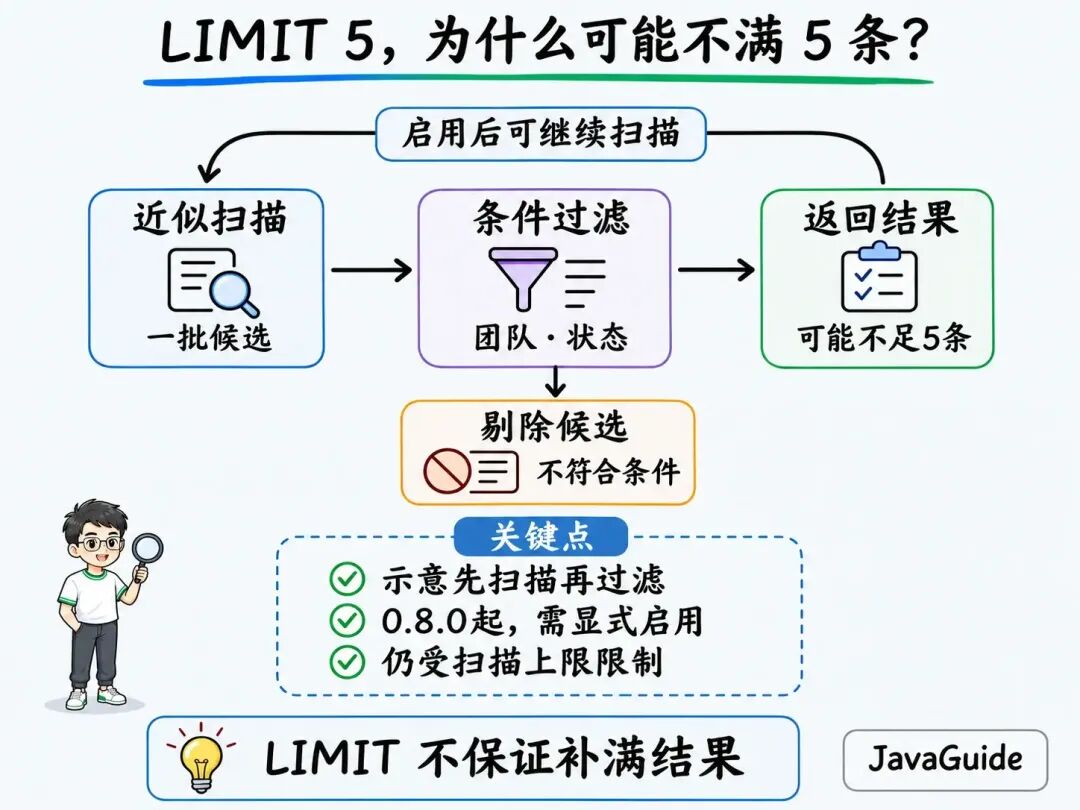 LIMIT 5，为什么可能不满 5 条？
启用后可继续扫描
近似扫描
一批候选
条件过滤
团队·状态
返回结果
可能不足5条
剔除候选
不符合条件
关键点
示意先扫描再过滤
0.8.0起，需显式启用
仍受扫描上限限制
LIMIT 不保证补满结果
JavaGuide